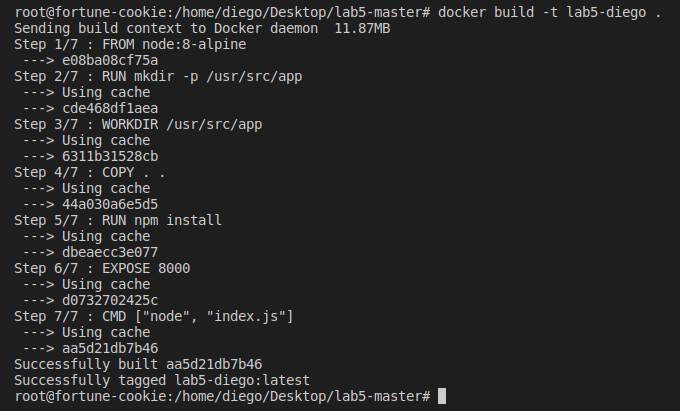 root@fortune-cookie:/home/diego/Desktop/lab5-master# docker build -t lab5-diego .
Sending build context to Docker daemon  11.87MB
Step 1/7 : FROM node:8-alpine
 ---> e08ba08cf75a
Step 2/7 : RUN mkdir -p /usr/src/app
 ---> Using cache
 ---> cde468df1aea
Step 3/7 : WORKDIR /usr/src/app
 ---> Using cache
 ---> 6311b31528cb
Step 4/7 : COPY . .
 ---> Using cache
 ---> 44a030a6e5d5
Step 5/7 : RUN npm install
 ---> Using cache
 ---> dbeaecc3e077
Step 6/7 : EXPOSE 8000
 ---> Using cache
 ---> d0732702425c
Step 7/7 : CMD ["node", "index.js"]
 ---> Using cache
 ---> aa5d21db7b46
Successfully built aa5d21db7b46
Successfully tagged lab5-diego:latest
root@fortune-cookie:/home/diego/Desktop/lab5-master#